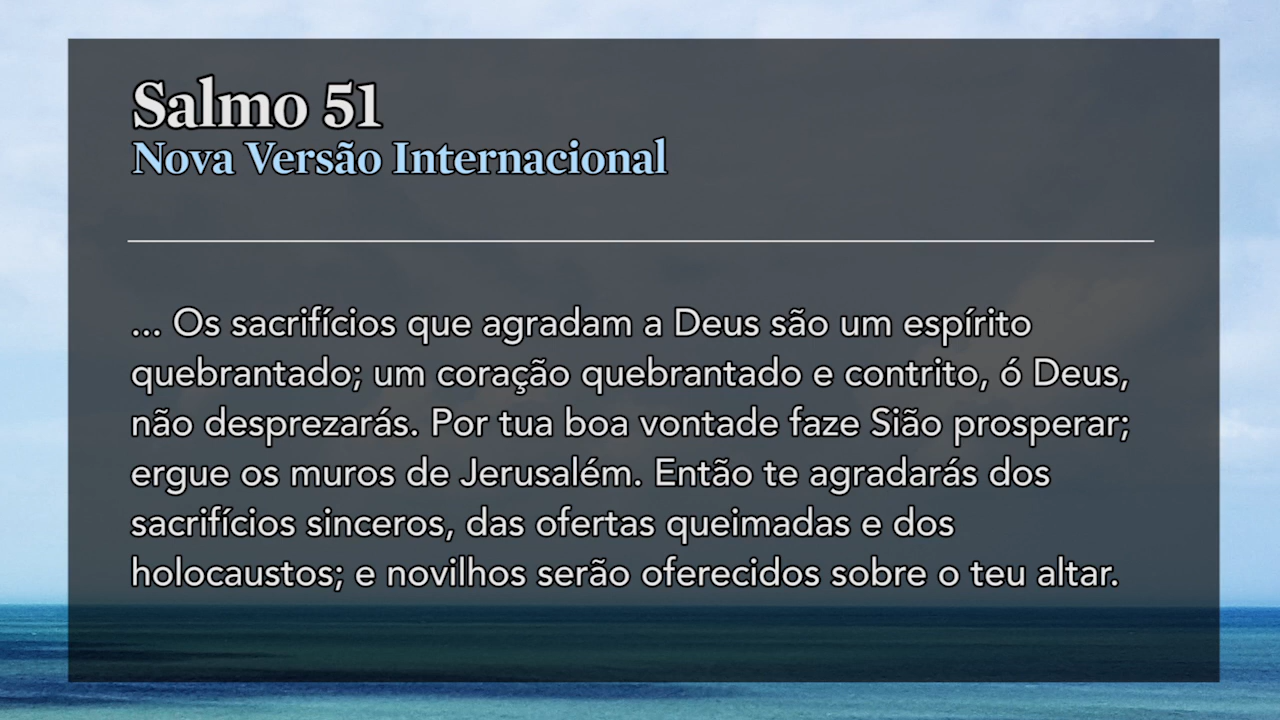 Salmo 51
Nova Versão Internacional
... Os sacrifícios que agradam a Deus são um espírito
quebrantado; um coração quebrantado e contrito, ó Deus,
não desprezarás. Por tua boa vontade faze Sião prosperar;
ergue os muros de Jerusalém. Então te agradarás dos
sacrifícios sinceros, das ofertas queimadas e dos
holocaustos; e novilhos serão oferecidos sobre o teu altar.